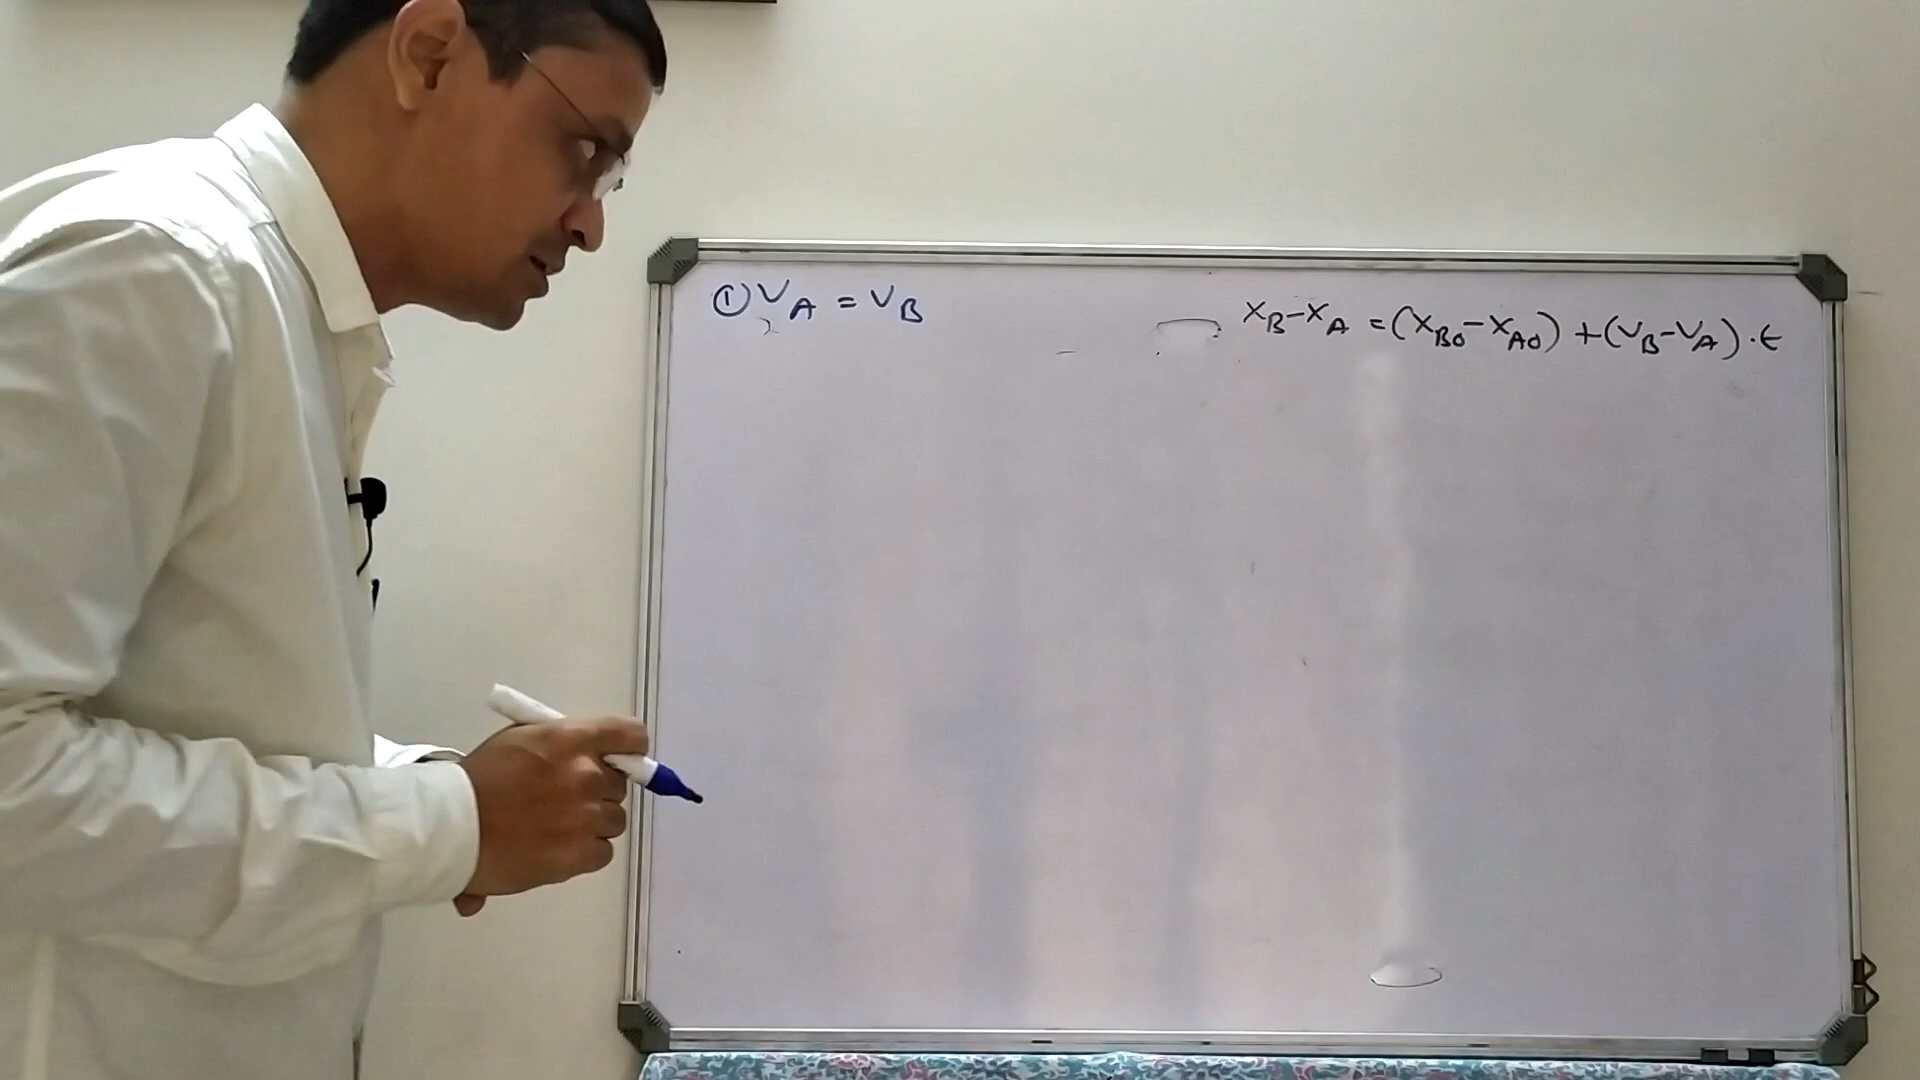 ① V_A = V_B
X_B-X_A = (X_B0-X_A0) + (V_B-V_A).t